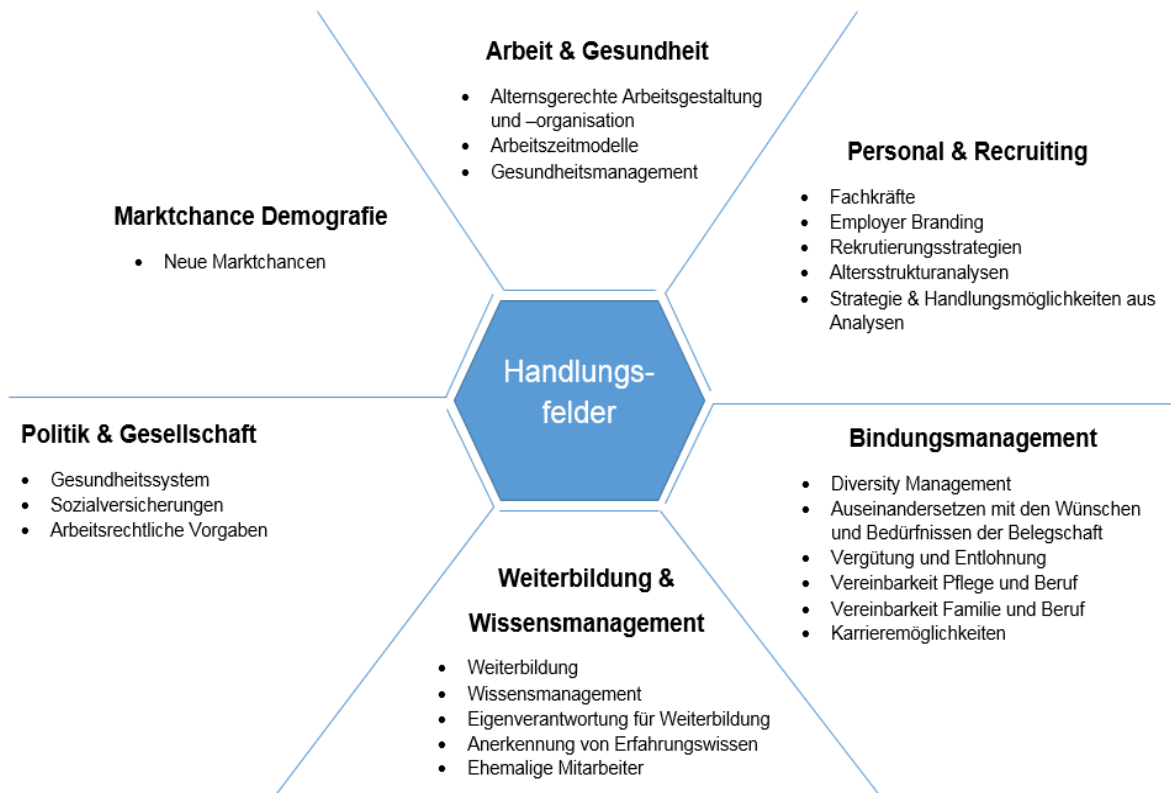 Arbeit & Gesundheit
• Alternsgerechte Arbeitsgestaltung
und –organisation
• Arbeitszeitmodelle
• Gesundheitsmanagement
Personal & Recruiting
• Fachkräfte
• Employer Branding
• Rekrutierungsstrategien
• Altersstrukturanalysen
• Strategie & Handlungsmöglichkeiten aus
Analysen
Marktchance Demografie
• Neue Marktchancen
Handlungs-
felder
Politik & Gesellschaft
• Gesundheitssystem
• Sozialversicherungen
• Arbeitsrechtliche Vorgaben
Bindungsmanagement
• Diversity Management
• Auseinandersetzen mit den Wünschen
und Bedürfnissen der Belegschaft
• Vergütung und Entlohnung
• Vereinbarkeit Pflege und Beruf
• Vereinbarkeit Familie und Beruf
• Karrieremöglichkeiten
Weiterbildung &
Wissensmanagement
• Weiterbildung
• Wissensmanagement
• Eigenverantwortung für Weiterbildung
• Anerkennung von Erfahrungswissen
• Ehemalige Mitarbeiter